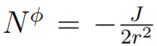 N^ϕ = −J/2r²